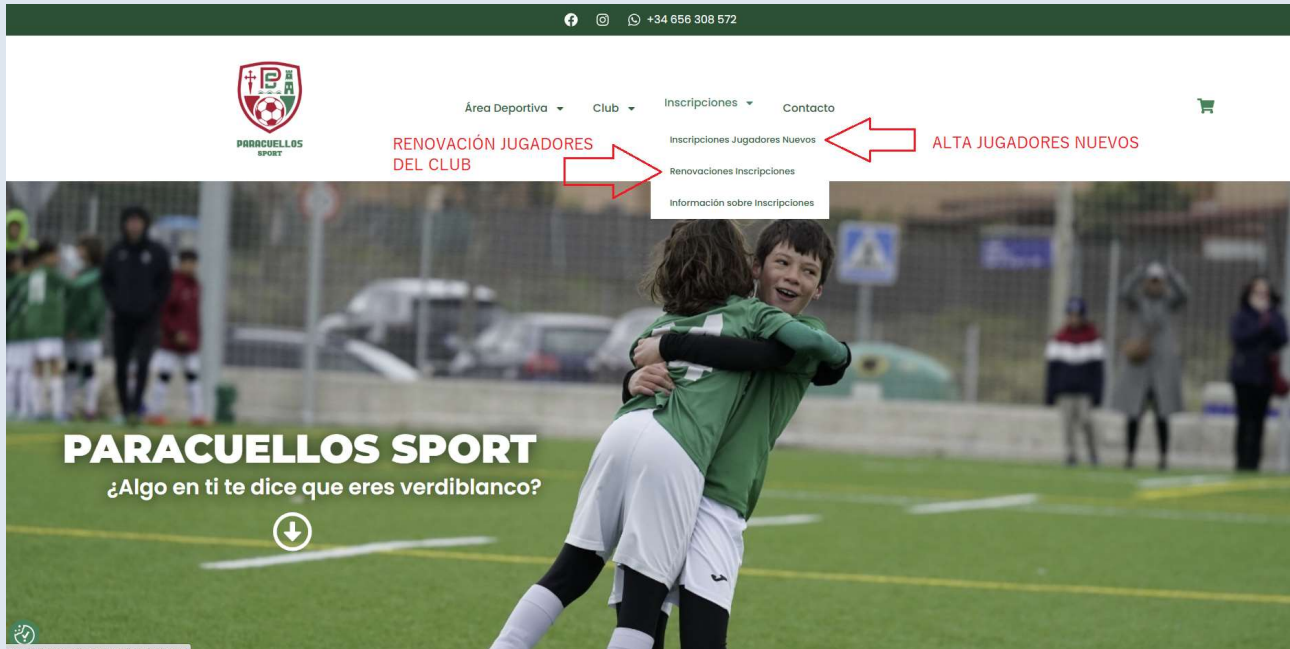 +34 656 308 572
PS
PARACUELLOS
SPORT
Área Deportiva
Club
Inscripciones
Contacto
RENOVACIÓN JUGADORES
DEL CLUB
Inscripciones Jugadores Nuevos
ALTA JUGADORES NUEVOS
Renovaciones Inscripciones
Información sobre Inscripciones
PARACUELLOS SPORT
¿Algo en ti te dice que eres verdiblanco?